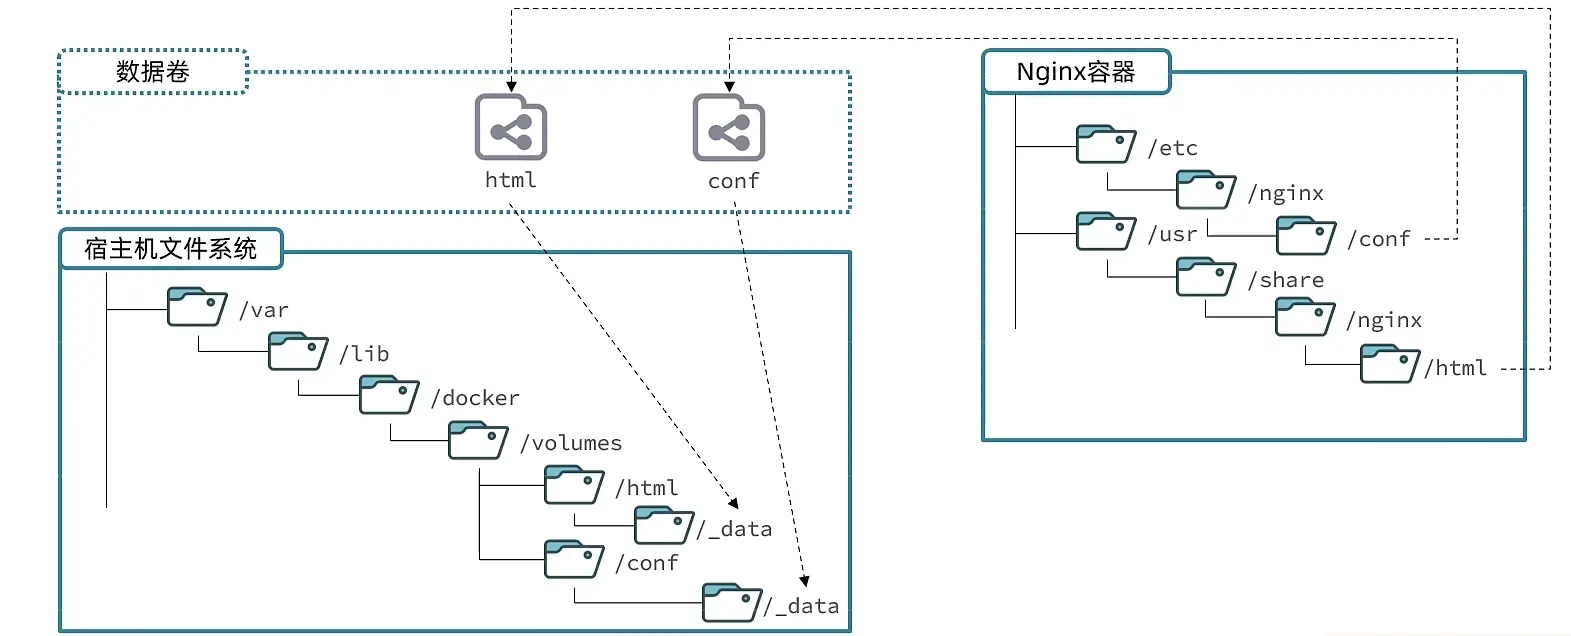 数据卷
html
conf
宿主机文件系统
/var
/lib
/docker
/volumes
/html
/_data
/conf
/_data
Nginx容器
/etc
/nginx
/conf
/usr
/share
/nginx
/html